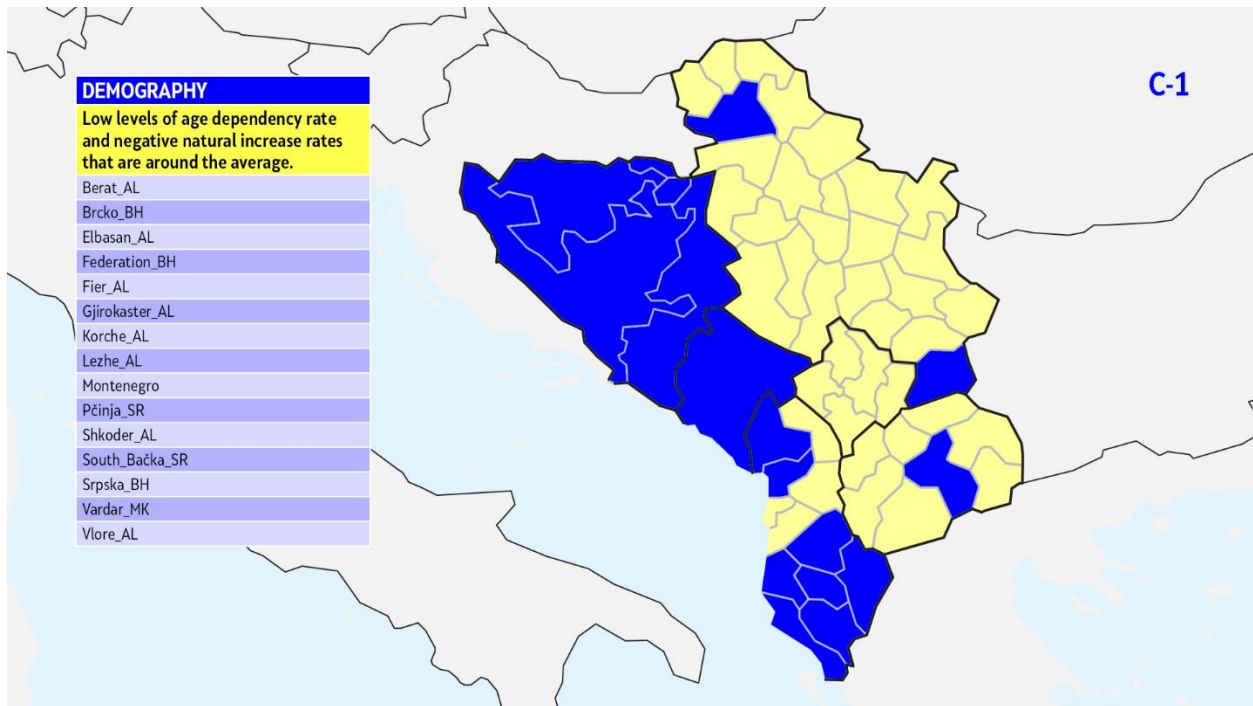 C-1
DEMOGRAPHY
Low levels of age dependency rate
and negative natural increase rates
that are around the average.
Berat_AL
Brcko_BH
Elbasan_AL
Federation_BH
Fier_AL
Gjirokaster_AL
Korche_AL
Lezhe_AL
Montenegro
Pčinja_SR
Shkoder_AL
South_Bačka_SR
Srpska_BH
Vardar_MK
Vlore_AL